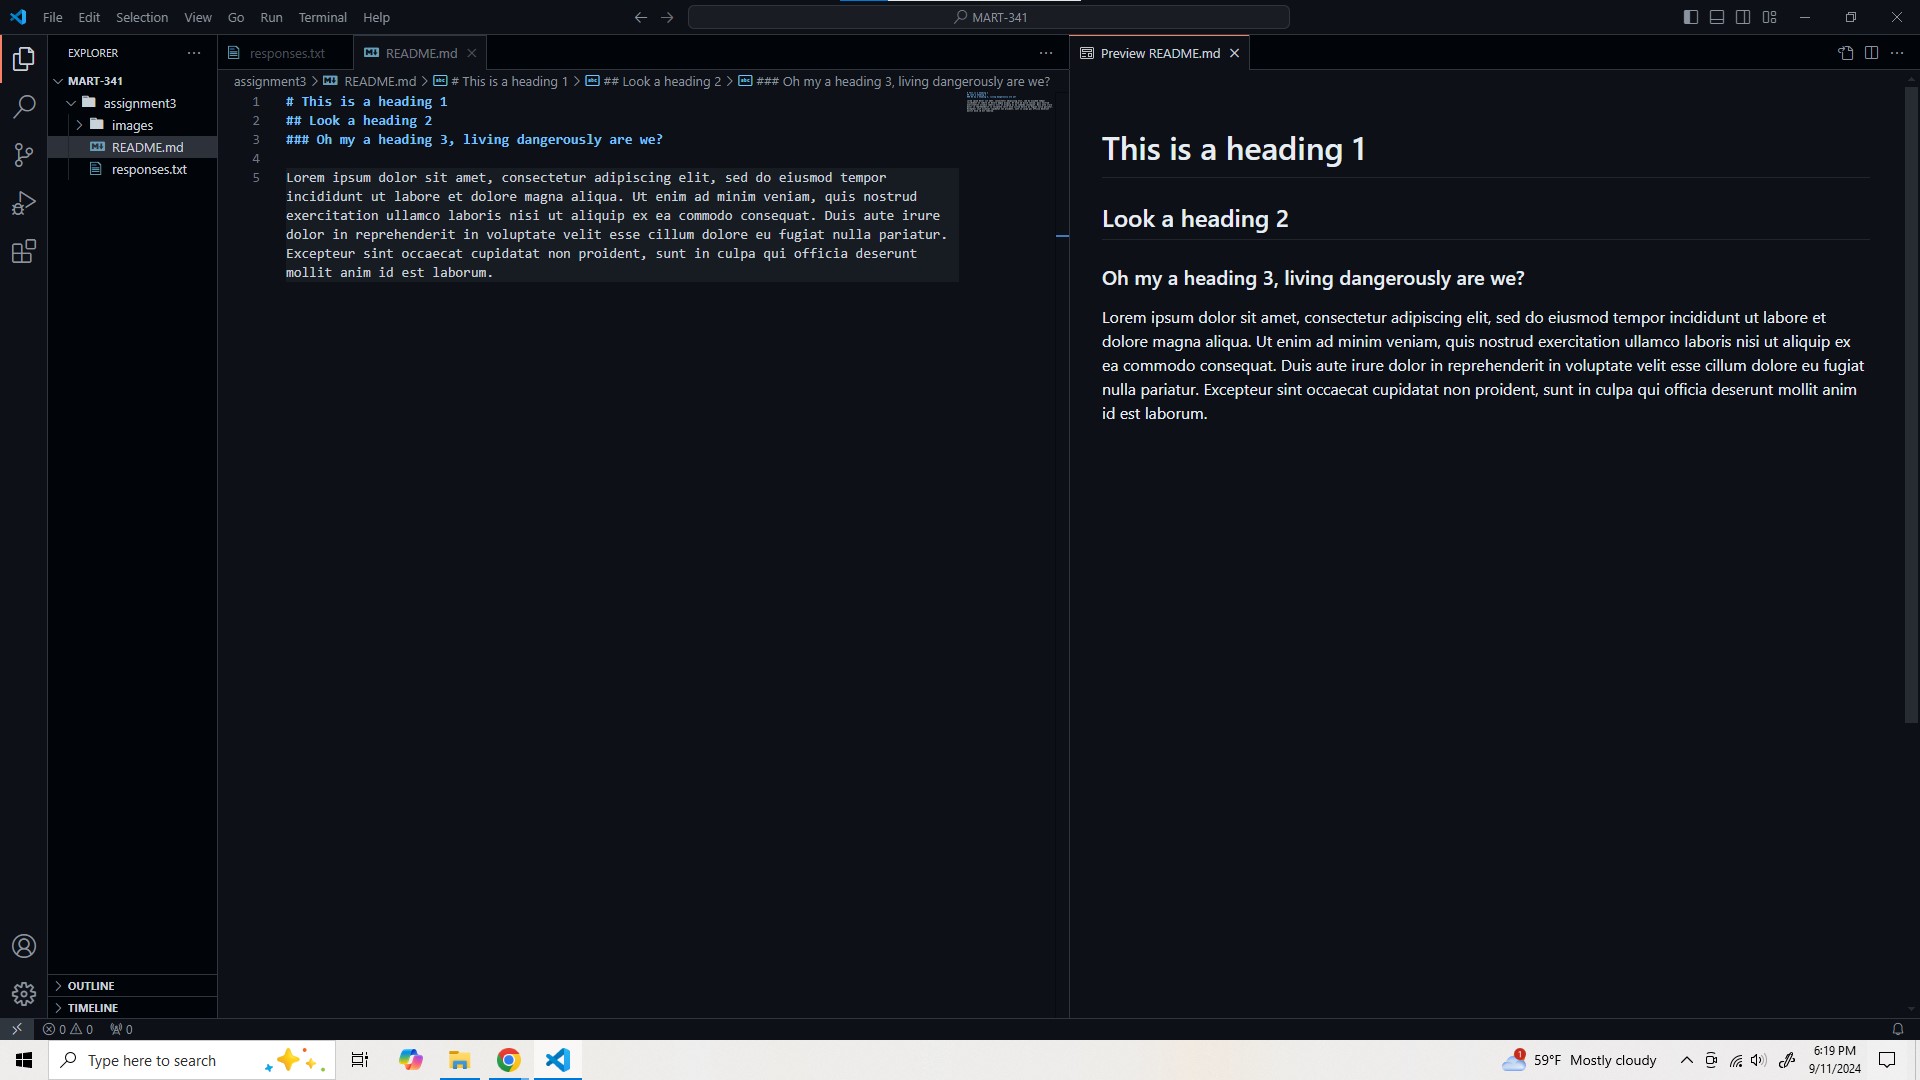 File Edit Selection View Go Run Terminal Help
MART-341
EXPLORER
MART-341
assignment3
images
README.md
responses.txt
OUTLINE
TIMELINE
responses.txt
README.md
assignment3 > README.md > # This is a heading 1 > ## Look a heading 2 > ### Oh my a heading 3, living dangerously are we?
1 # This is a heading 1
2 ## Look a heading 2
3 ### Oh my a heading 3, living dangerously are we?
4
5 Lorem ipsum dolor sit amet, consectetur adipiscing elit, sed do eiusmod tempor
incididunt ut labore et dolore magna aliqua. Ut enim ad minim veniam, quis nostrud
exercitation ullamco laboris nisi ut aliquip ex ea commodo consequat. Duis aute irure
dolor in reprehenderit in voluptate velit esse cillum dolore eu fugiat nulla pariatur.
Excepteur sint occaecat cupidatat non proident, sunt in culpa qui officia deserunt
mollit anim id est laborum.
Preview README.md
This is a heading 1
Look a heading 2
Oh my a heading 3, living dangerously are we?
Lorem ipsum dolor sit amet, consectetur adipiscing elit, sed do eiusmod tempor incididunt ut labore et
dolore magna aliqua. Ut enim ad minim veniam, quis nostrud exercitation ullamco laboris nisi ut aliquip ex
ea commodo consequat. Duis aute irure dolor in reprehenderit in voluptate velit esse cillum dolore eu fugiat
nulla pariatur. Excepteur sint occaecat cupidatat non proident, sunt in culpa qui officia deserunt mollit anim
id est laborum.
0 0 0
Type here to search
1
59°F Mostly cloudy
6:19 PM
9/11/2024